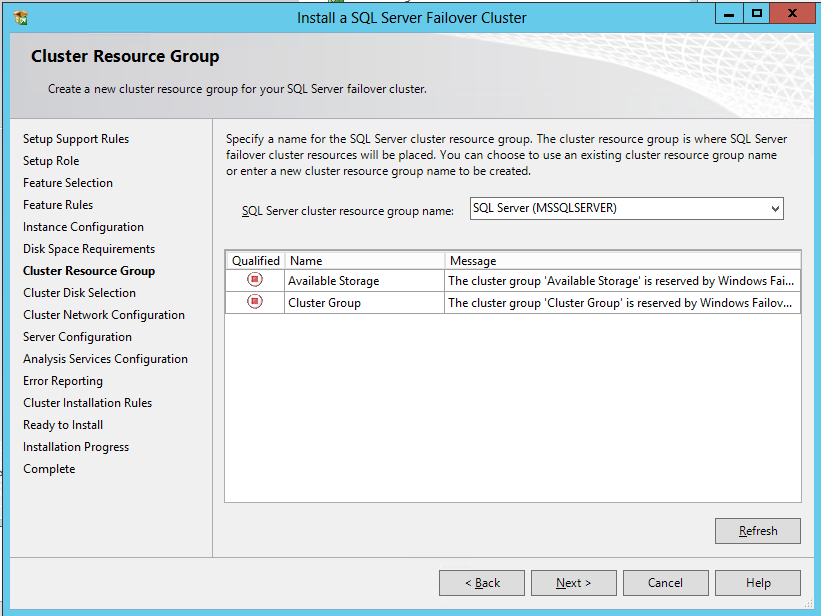 Install a SQL Server Failover Cluster
Cluster Resource Group
Create a new cluster resource group for your SQL Server failover cluster.
Setup Support Rules
Setup Role
Feature Selection
Feature Rules
Instance Configuration
Disk Space Requirements
Cluster Resource Group
Cluster Disk Selection
Cluster Network Configuration
Server Configuration
Analysis Services Configuration
Error Reporting
Cluster Installation Rules
Ready to Install
Installation Progress
Complete
Specify a name for the SQL Server cluster resource group. The cluster resource group is where SQL Server
failover cluster resources will be placed. You can choose to use an existing cluster resource group name
or enter a new cluster resource group name to be created.
SQL Server cluster resource group name: SQL Server (MSSQLSERVER)
Qualified Name Message
Available Storage The cluster group 'Available Storage' is reserved by Windows Fai...
Cluster Group The cluster group 'Cluster Group' is reserved by Windows Failov...
Refresh
< Back Next > Cancel Help